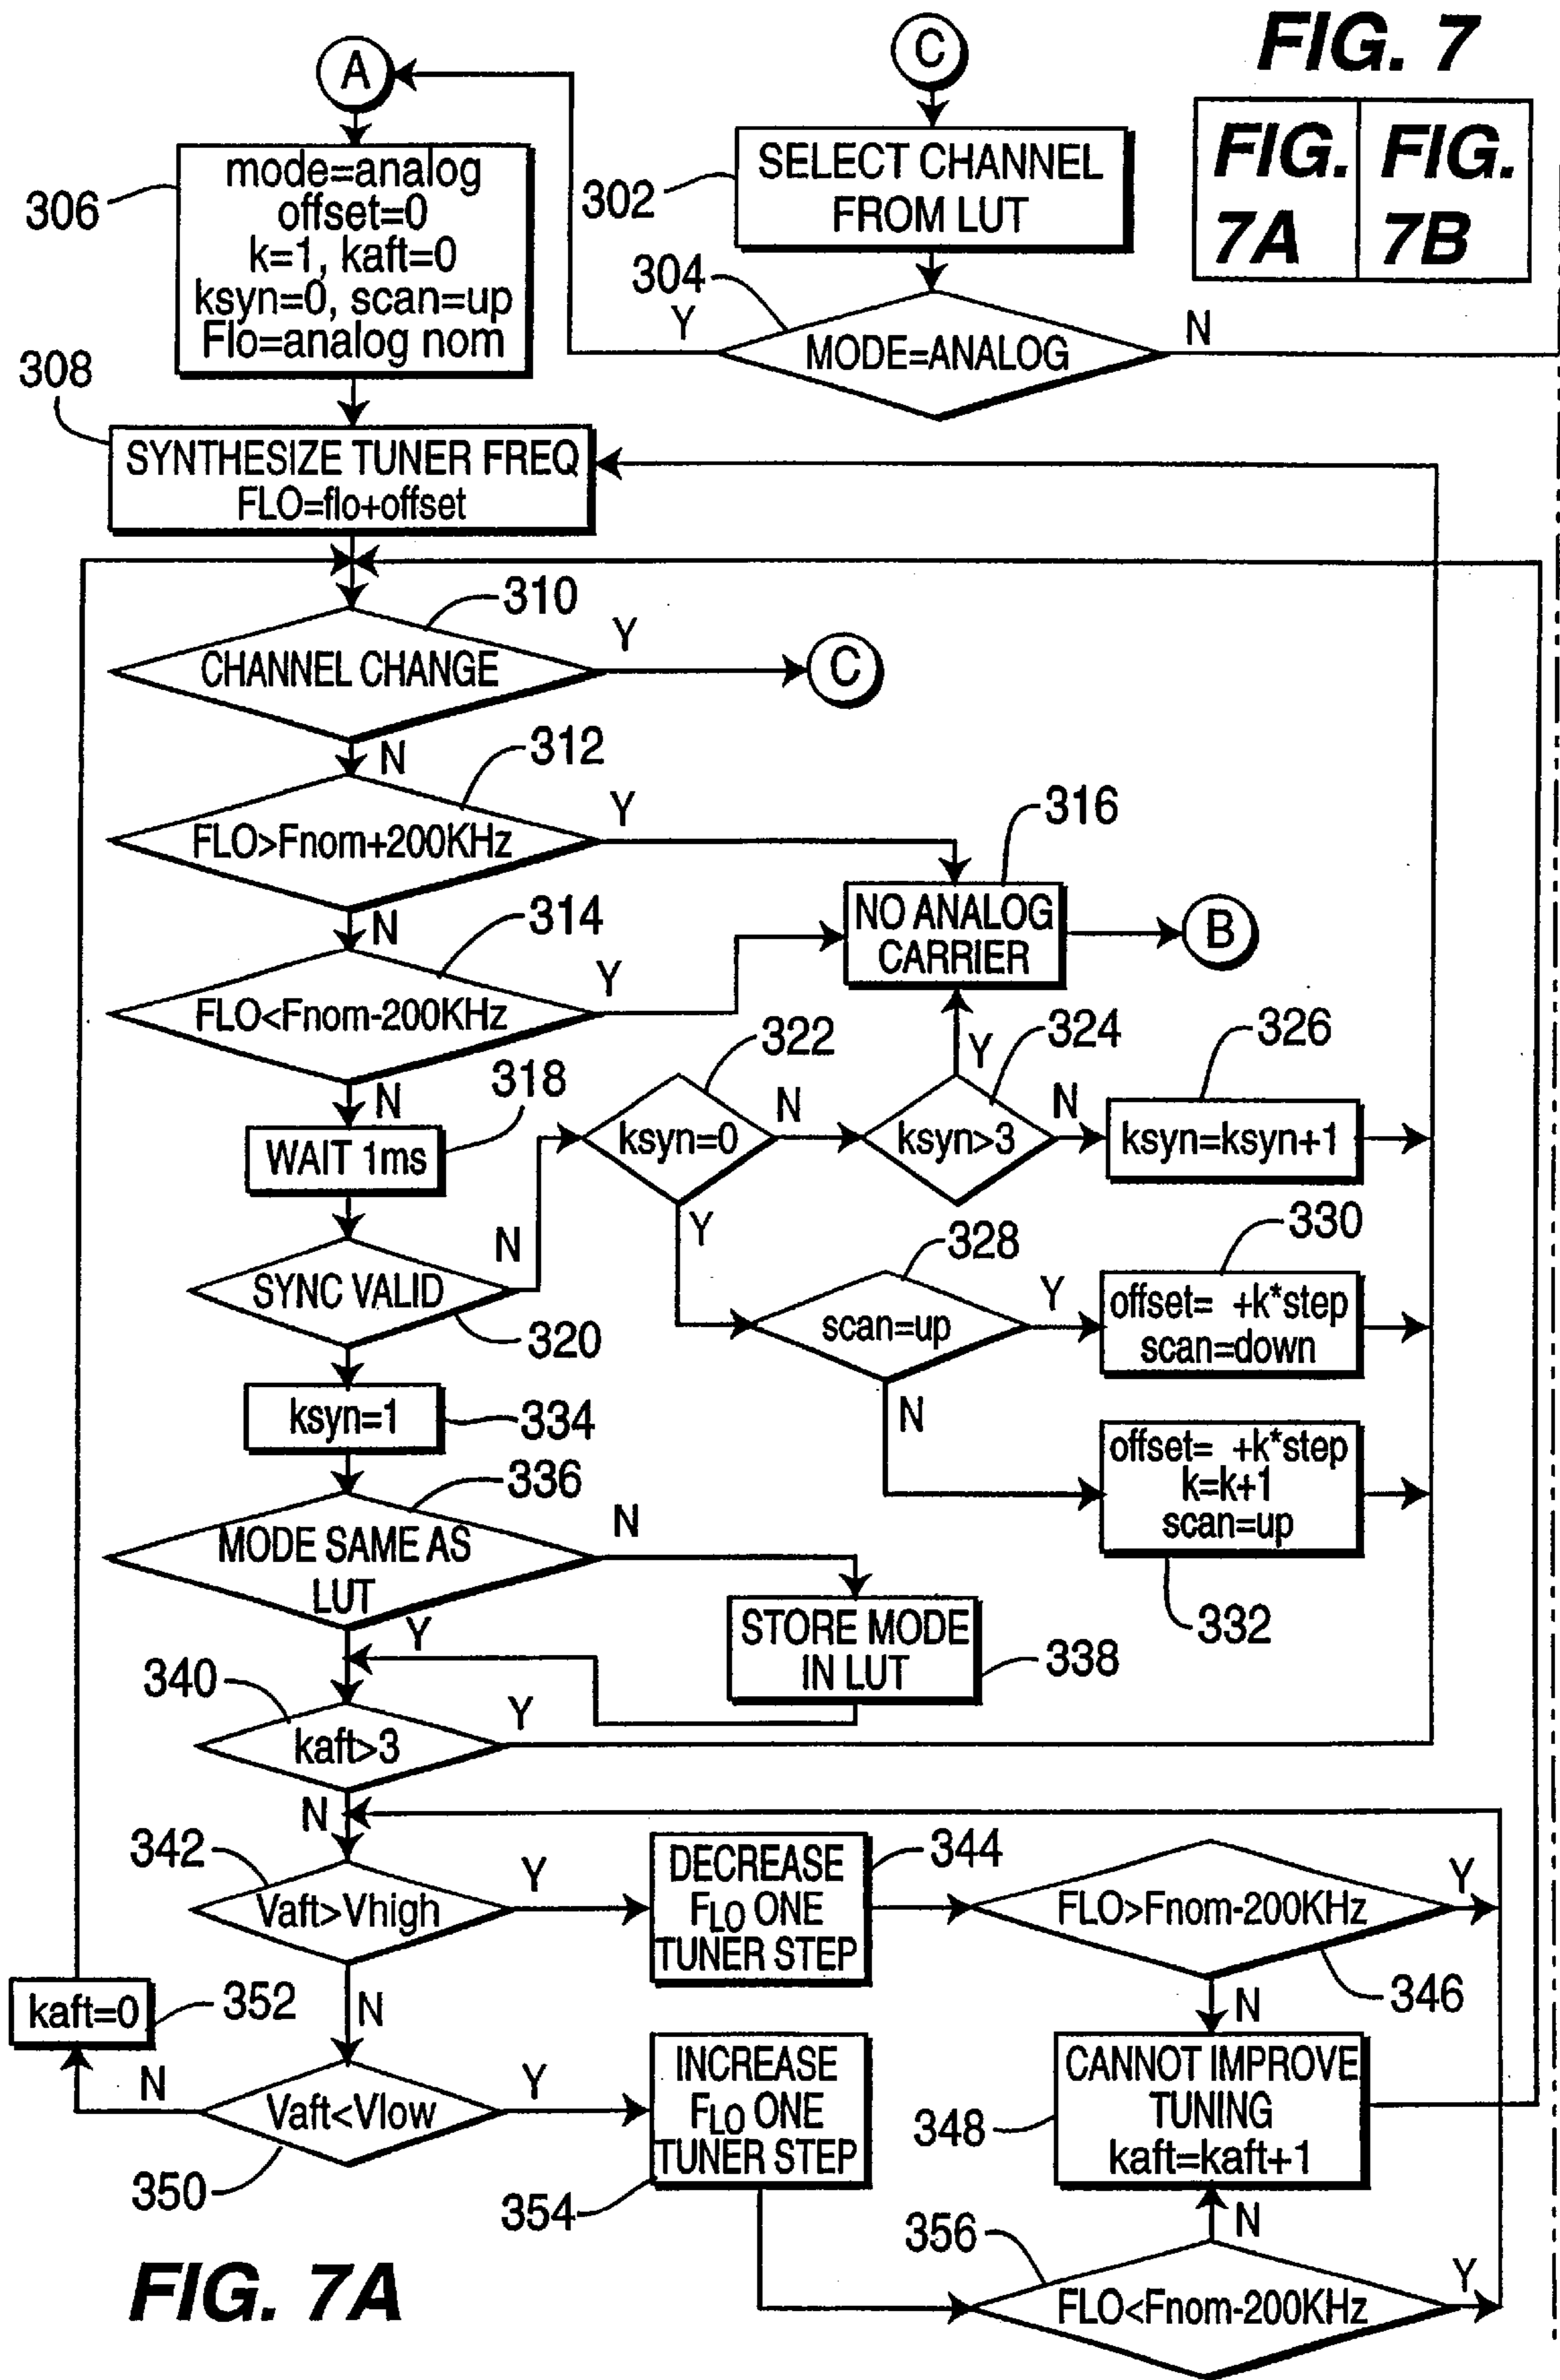 FIG. 7
FIG. 7A
FIG. 7B
A
C
306
mode=analog
offset=0
k=1, kaft=0
ksyn=0, scan=up
Flo=analog nom
302
SELECT CHANNEL
FROM LUT
304
Y
MODE=ANALOG
N
308
SYNTHESIZE TUNER FREQ
FLO=flo+offset
310
CHANNEL CHANGE
Y
C
N
312
FLO>Fnom+200KHz
Y
316
NO ANALOG
CARRIER
B
N
314
FLO<Fnom-200KHz
Y
N
318
WAIT 1ms
322
ksyn=0
N
324
Y
ksyn>3
N
326
ksyn=ksyn+1
SYNC VALID
N
320
Y
328
scan=up
Y
330
offset= +k*step
scan=down
N
offset= +k*step
k=k+1
scan=up
332
ksyn=1
334
336
MODE SAME AS
LUT
N
Y
STORE MODE
IN LUT
338
340
kaft>3
Y
N
342
Vaft>Vhigh
Y
DECREASE
FLO ONE
TUNER STEP
344
FLO>Fnom-200KHz
Y
346
N
N
kaft=0
352
N
Vaft<Vlow
350
Y
INCREASE
FLO ONE
TUNER STEP
354
CANNOT IMPROVE
TUNING
kaft=kaft+1
348
N
356
FLO<Fnom-200KHz
Y
FIG. 7A